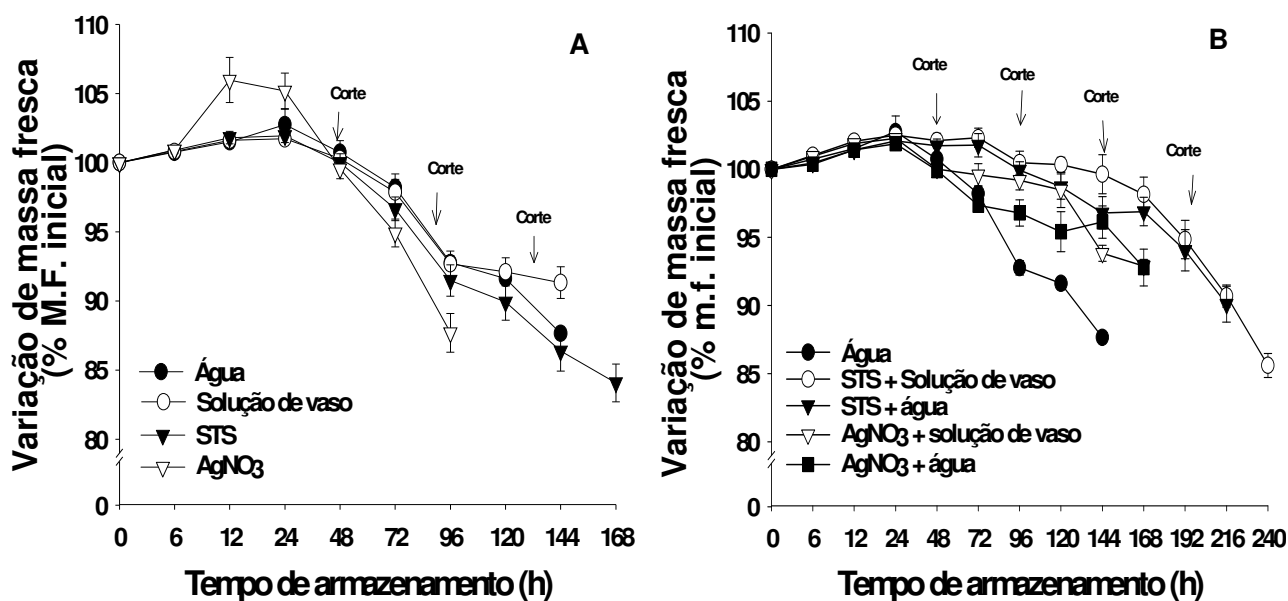 A
Variação de massa fresca
(% M.F. inicial)
110
105
100
95
90
85
80
0
Corte
Corte
Corte
Água
Solução de vaso
STS
AgNO3
0 6 12 24 48 72 96 120 144 168
Tempo de armazenamento (h)
B
Variação de massa fresca
(% m.f. inicial)
110
105
100
95
90
85
80
0
Corte
Corte
Corte
Corte
Água
STS + Solução de vaso
STS + água
AgNO3 + solução de vaso
AgNO3 + água
0 6 12 24 48 72 96 120 144 168 192 216 240
Tempo de armazenamento (h)